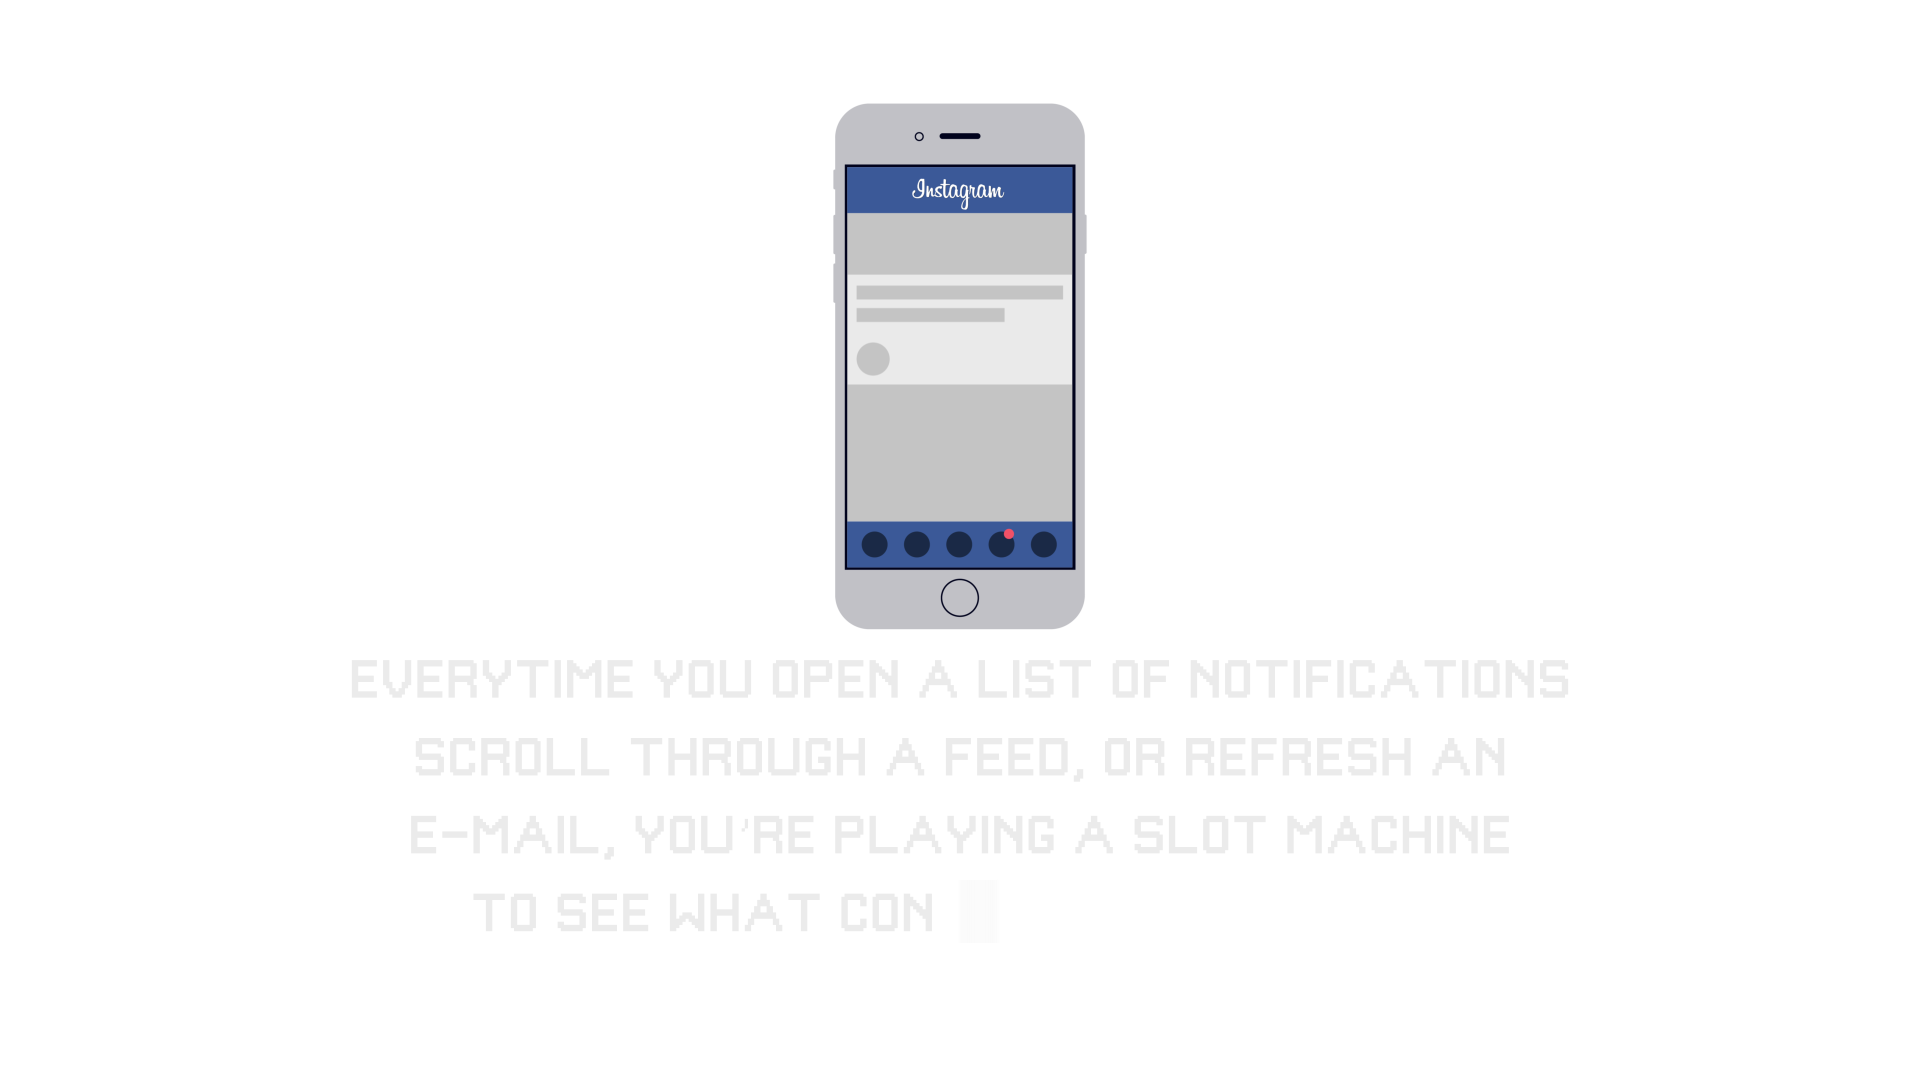 Instagram
EVERYTIME YOU OPEN A LIST OF NOTIFICATIONS
SCROLL THROUGH A FEED, OR REFRESH AN
E-MAIL, YOU'RE PLAYING A SLOT MACHINE
TO SEE WHAT CON